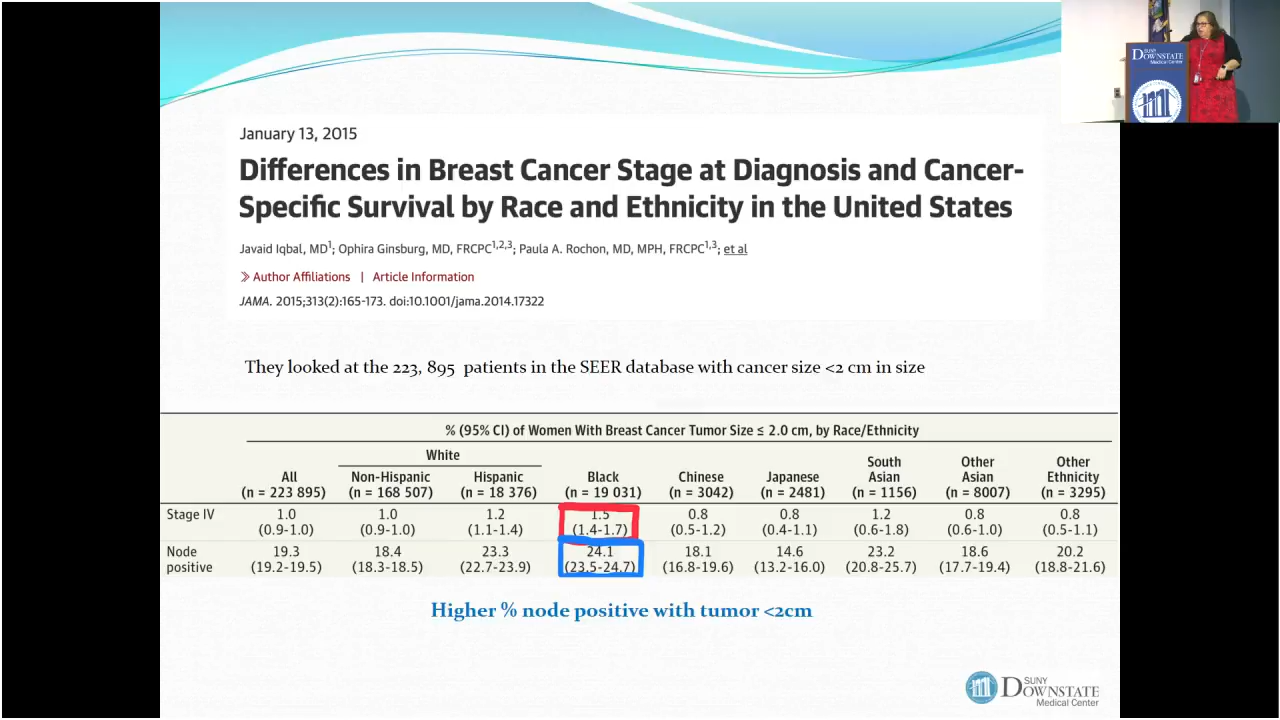 SUNY
DOWNSTATE
Medical Center
January 13, 2015
Differences in Breast Cancer Stage at Diagnosis and Cancer-
Specific Survival by Race and Ethnicity in the United States
Javaid Iqbal, MD1; Ophira Ginsburg, MD, FRCPC1,2,3; Paula A. Rochon, MD, MPH, FRCPC1,3; et al
» Author Affiliations | Article Information
JAMA. 2015;313(2):165-173. doi:10.1001/jama.2014.17322
They looked at the 223, 895 patients in the SEER database with cancer size <2 cm in size
% (95% CI) of Women With Breast Cancer Tumor Size ≤ 2.0 cm, by Race/Ethnicity
White
All Non-Hispanic Hispanic Black Chinese Japanese South Asian Other Asian Other Ethnicity
(n = 223 895) (n = 168 507) (n = 18 376) (n = 19 031) (n = 3042) (n = 2481) (n = 1156) (n = 8007) (n = 3295)
Stage IV 1.0 1.0 1.2 1.5 0.8 0.8 1.2 0.8 0.8
(0.9-1.0) (0.9-1.0) (1.1-1.4) (1.4-1.7) (0.5-1.2) (0.4-1.1) (0.6-1.8) (0.6-1.0) (0.5-1.1)
Node 19.3 18.4 23.3 24.1 18.1 14.6 23.2 18.6 20.2
positive (19.2-19.5) (18.3-18.5) (22.7-23.9) (23.5-24.7) (16.8-19.6) (13.2-16.0) (20.8-25.7) (17.7-19.4) (18.8-21.6)
Higher % node positive with tumor <2cm
SUNY
DOWNSTATE
Medical Center